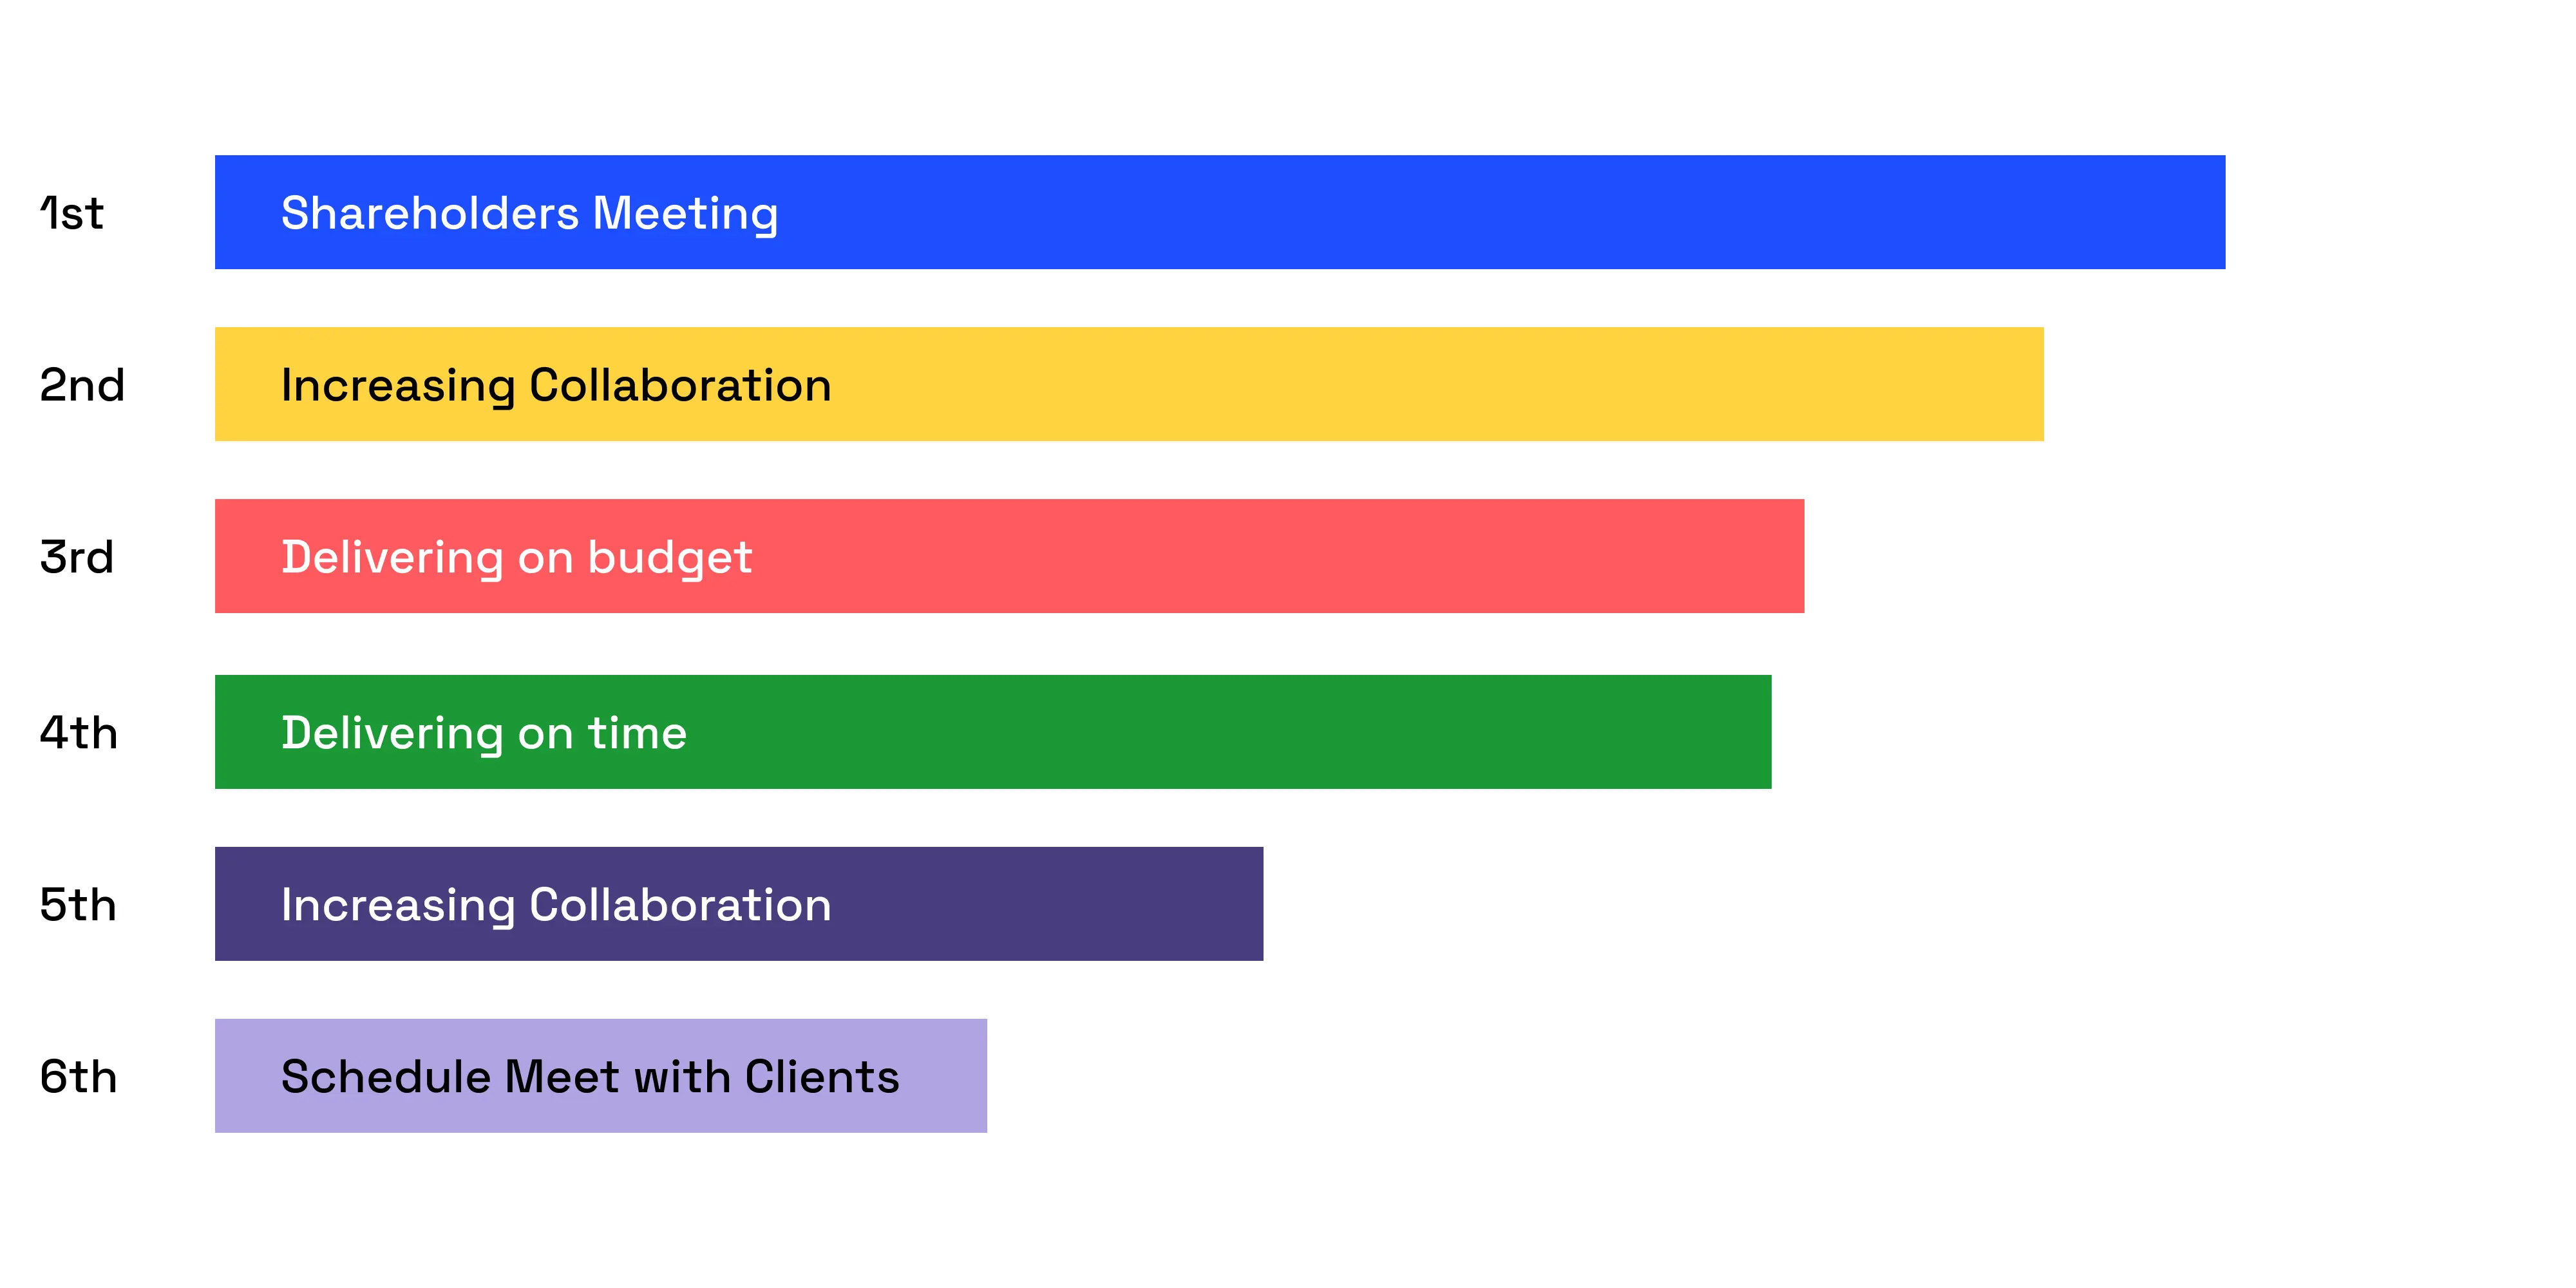 1st
Shareholders Meeting
2nd
Increasing Collaboration
3rd
Delivering on budget
4th
Delivering on time
5th
Increasing Collaboration
6th
Schedule Meet with Clients